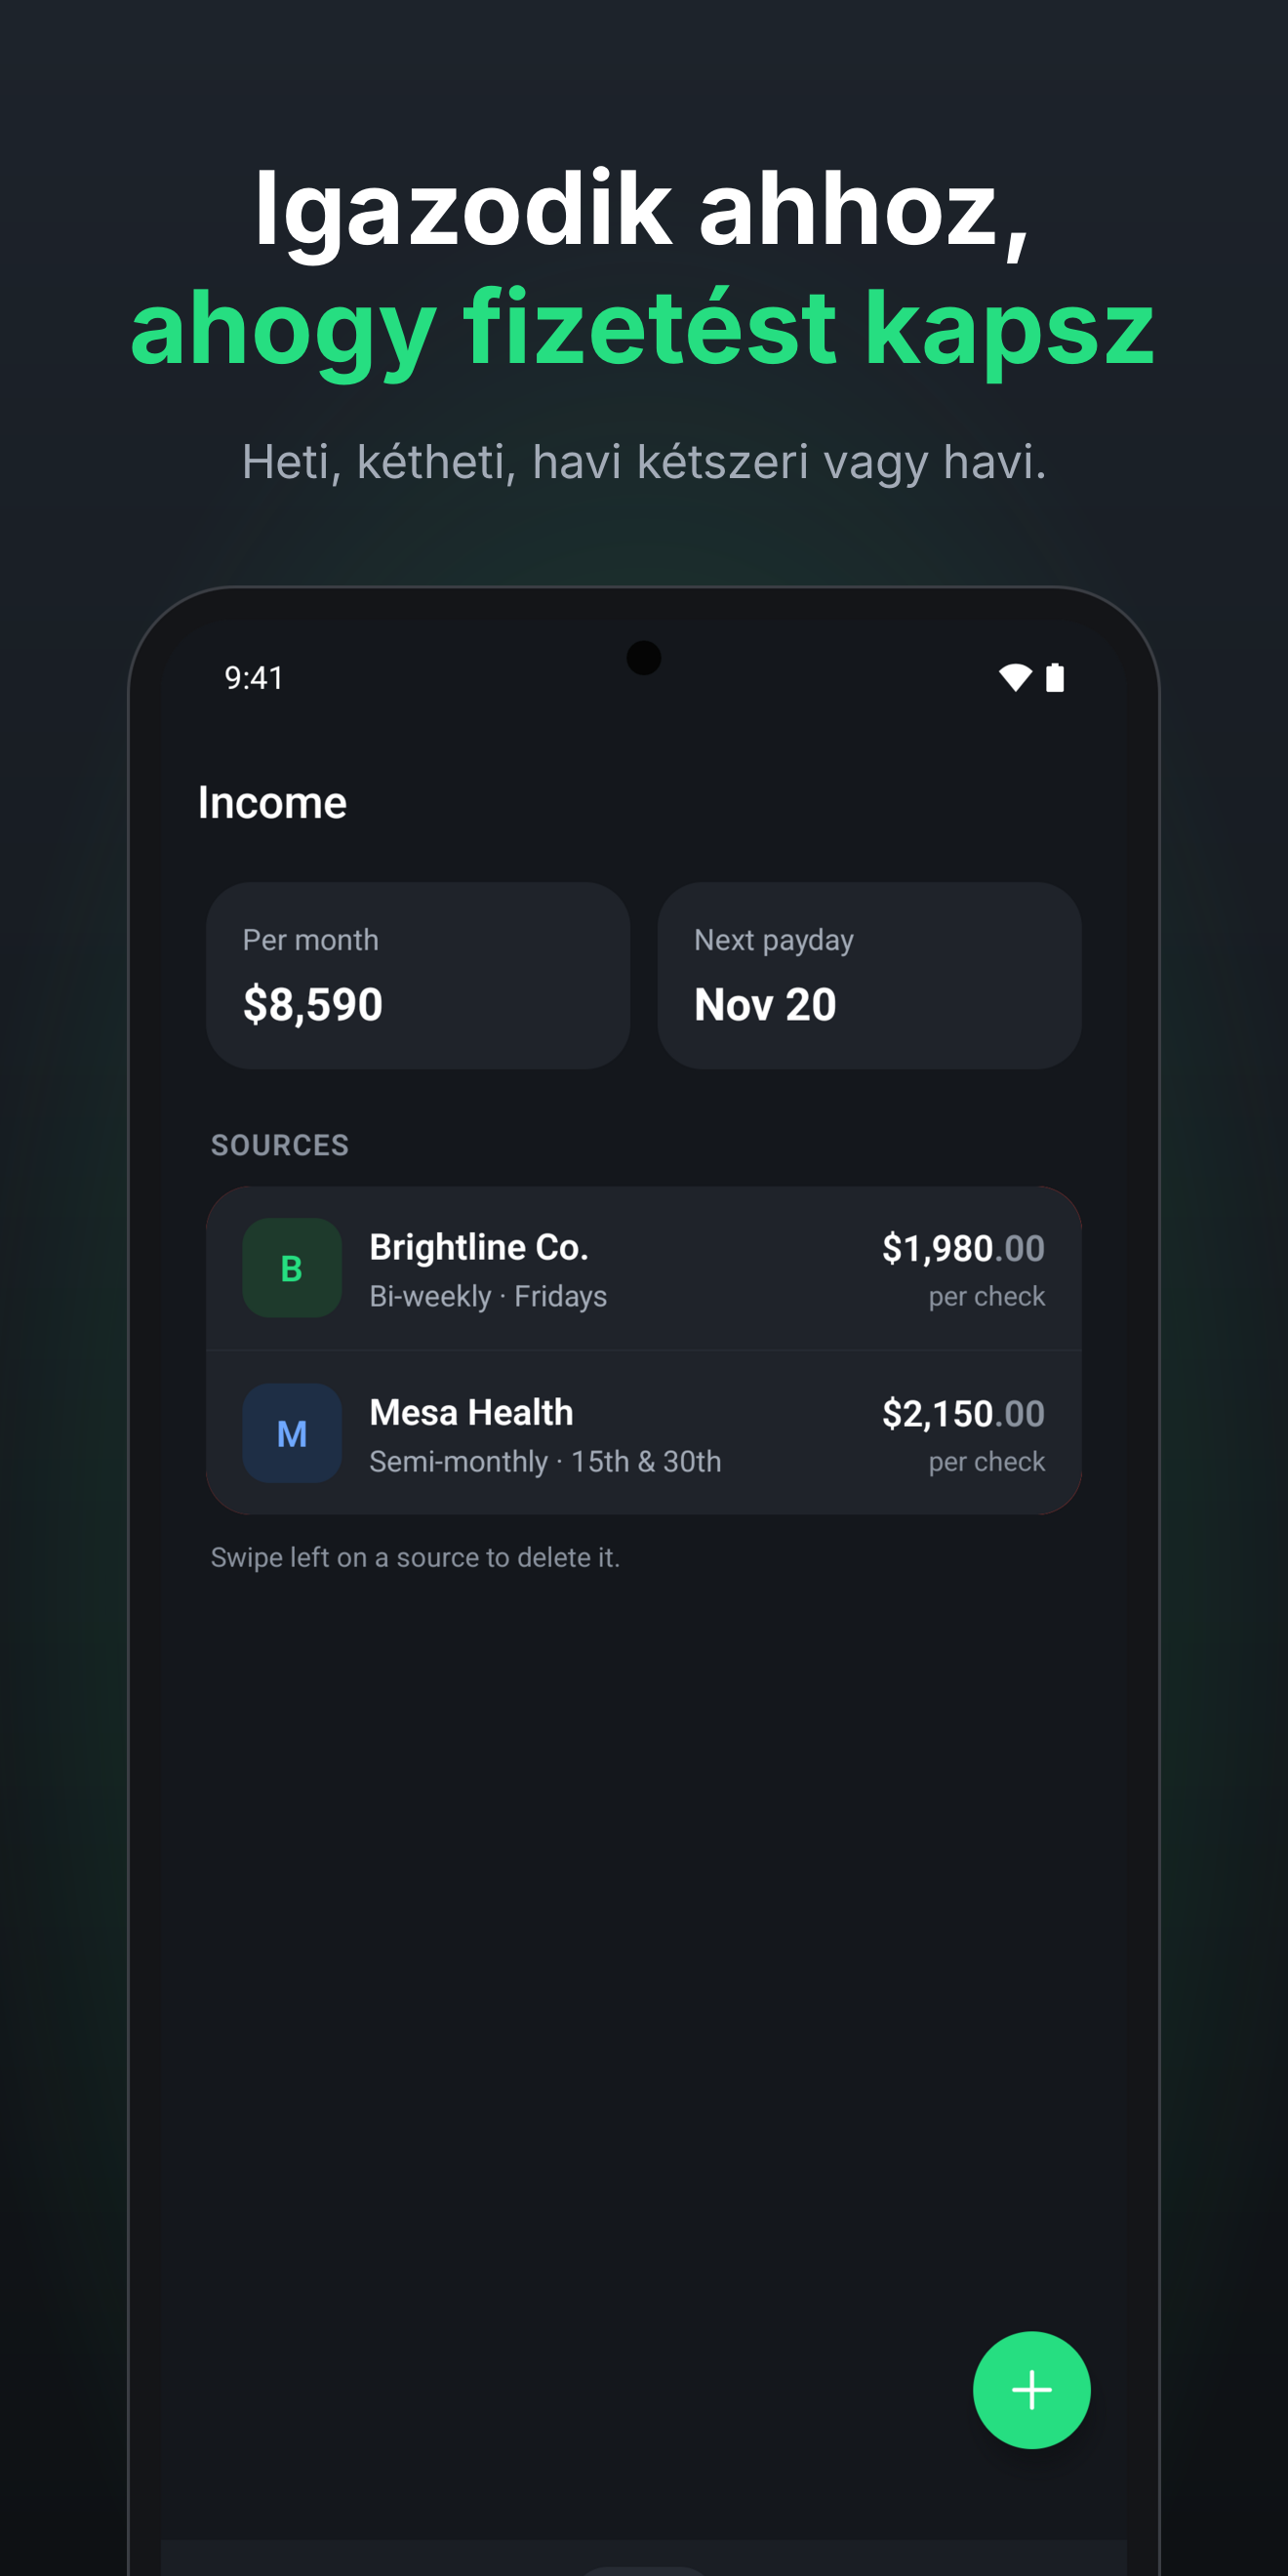 Igazodik ahhoz,
ahogy fizetést kapsz
Heti, kétheti, havi kétszeri vagy havi.
9:41
Income
Per month
$8,590
Next payday
Nov 20
SOURCES
B
Brightline Co.
Bi-weekly · Fridays
$1,980.00
per check
M
Mesa Health
Semi-monthly · 15th & 30th
$2,150.00
per check
Swipe left on a source to delete it.